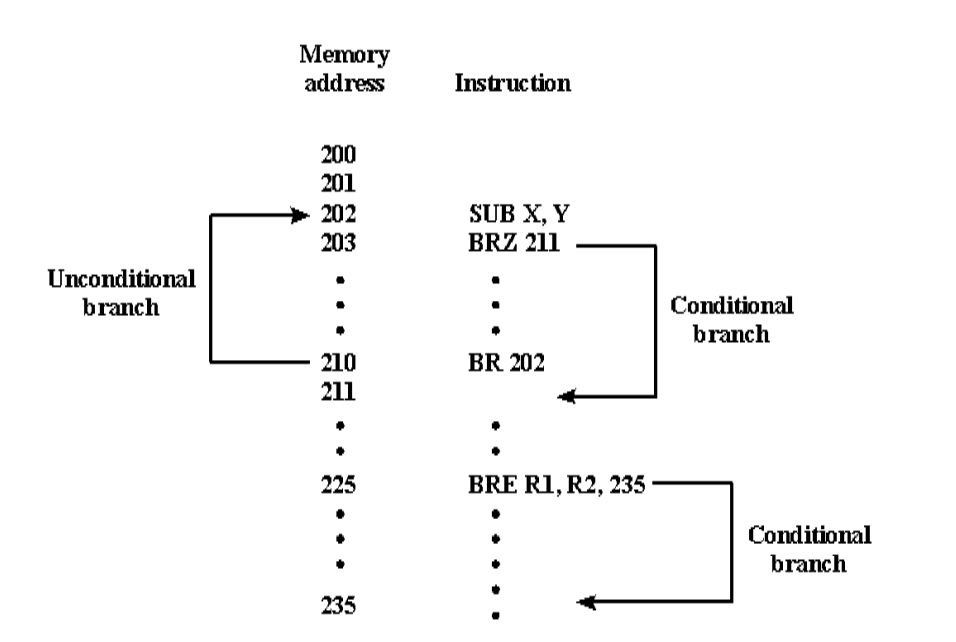 Memory
address
Instruction
200
201
202
SUB X, Y
203
BRZ 211
Unconditional
branch
Conditional
branch
210
BR 202
211
225
BRE R1, R2, 235
Conditional
branch
235